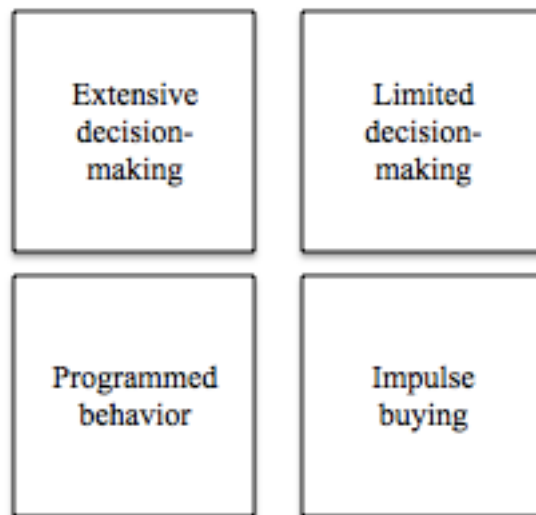 Extensive
decision-
making
Limited
decision-
making
Programmed
behavior
Impulse
buying